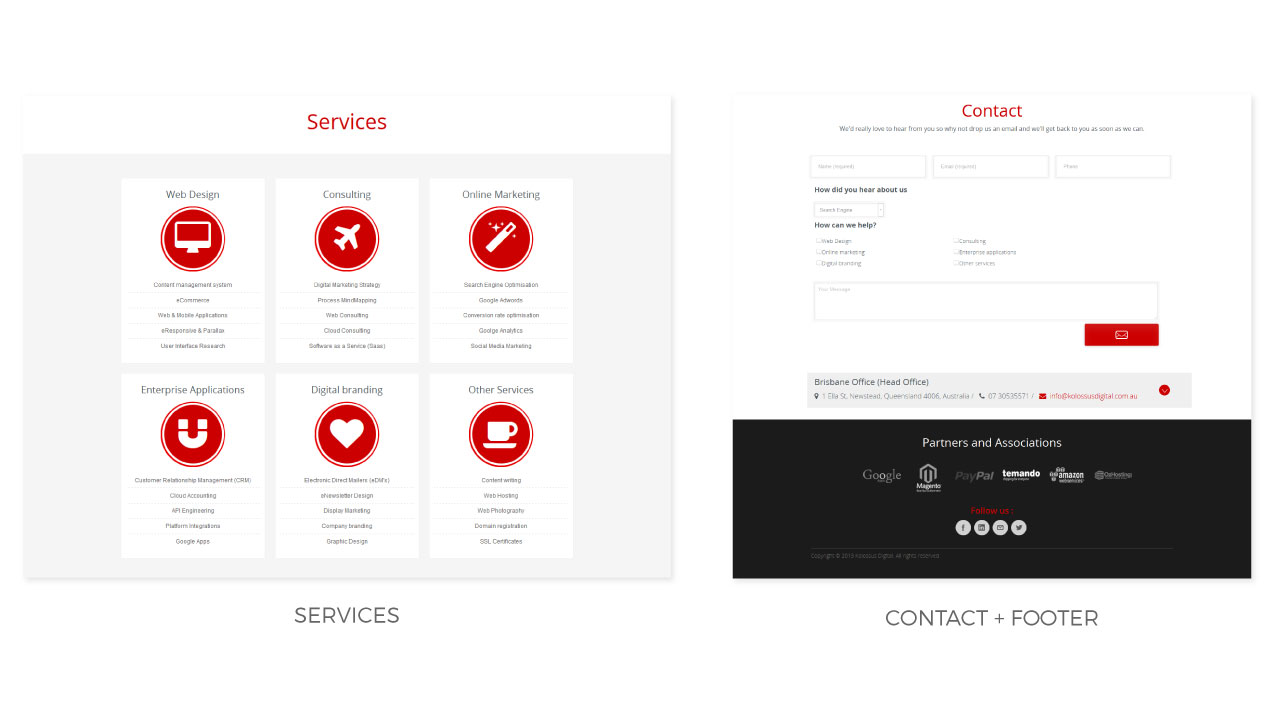 Services
Web Design
Content management system
eCommerce
Web & Mobile Applications
eResponsive & Parallax
User Interface Research
Consulting
Digital Marketing Strategy
Process MindMapping
Web Consulting
Cloud Consulting
Software as a Service (Saas)
Online Marketing
Search Engine Optimisation
Google Adwords
Conversion rate optimisation
Goolge Analytics
Social Media Marketing
Enterprise Applications
Customer Relationship Management (CRM)
Cloud Accounting
API Engineering
Platform Integrations
Google Apps
Digital branding
Electronic Direct Mailers (eDM's)
eNewsletter Design
Display Marketing
Company branding
Graphic Design
Other Services
Content writing
Web Hosting
Web Photography
Domain registration
SSL Certificates
SERVICES
Contact
We'd really love to hear from you so why not drop us an email and we'll get back to you as soon as we can.
Name (required)
Email (required)
Phone
How did you hear about us
Search Engine
How can we help?
Web Design
Consulting
Online marketing
Enterprise applications
Digital branding
Other services
Your Message
Brisbane Office (Head Office)
1 Ella St, Newstead, Queensland 4006, Australia / 07 30535571 / info@kolossusdigital.com.au
Partners and Associations
Google
Magento
PayPal
temando
amazon
webservices
OzHosting
Follow us :
Copyright © 2013 Kolossus Digital. All rights reserved.
CONTACT + FOOTER